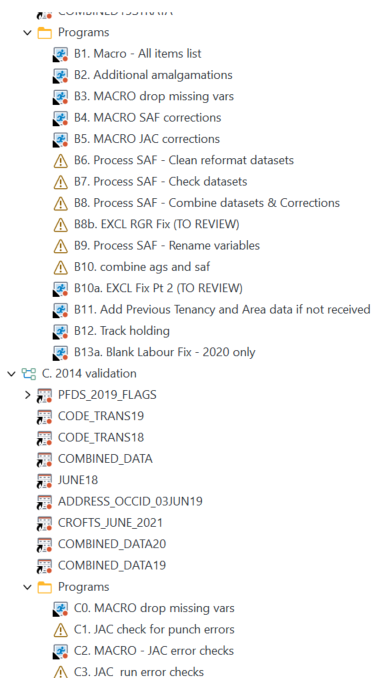 Programs
B1. Macro - All items list
B2. Additional amalgamations
B3. MACRO drop missing vars
B4. MACRO SAF corrections
B5. MACRO JAC corrections
B6. Process SAF - Clean reformat datasets
B7. Process SAF - Check datasets
B8. Process SAF - Combine datasets & Corrections
B8b. EXCL RGR Fix (TO REVIEW)
B9. Process SAF - Rename variables
B10. combine ags and saf
B10a. EXCL Fix Pt 2 (TO REVIEW)
B11. Add Previous Tenancy and Area data if not received
B12. Track holding
B13a. Blank Labour Fix - 2020 only
C. 2014 validation
PFDS_2019_FLAGS
CODE_TRANS19
CODE_TRANS18
COMBINED_DATA
JUNE18
ADDRESS_OCCID_03JUN19
CROFTS_JUNE_2021
COMBINED_DATA20
COMBINED_DATA19
Programs
C0. MACRO drop missing vars
C1. JAC check for punch errors
C2. MACRO - JAC error checks
C3. JAC run error checks